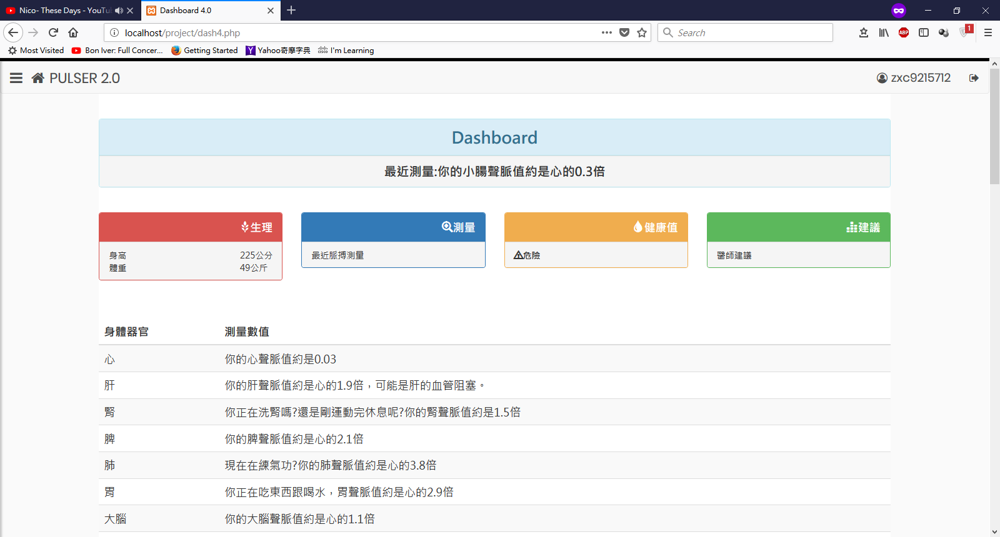 Nico- These Days - YouTu
Dashboard 4.0
localhost/project/dash4.php
Search
ABP
1
Most Visited
Bon Iver: Full Concer...
Getting Started
Yahoo奇摩字典
I'm Learning
PULSER 2.0
zxc9215712
Dashboard
最近測量:你的小腸聲脈值約是心的0.3倍
生理
測量
健康值
建議
身高 225公分
體重 49公斤
最近脈搏測量
危險
醫師建議
身體器官 測量數值
心 你的心聲脈值約是0.03
肝 你的肝聲脈值約是心的1.9倍，可能是肝的血管阻塞。
腎 你正在洗腎嗎?還是剛運動完休息呢?你的腎聲脈值約是1.5倍
脾 你的脾聲脈值約是心的2.1倍
肺 現在在練氣功?你的肺聲脈值約是心的3.8倍
胃 你正在吃東西跟喝水，胃聲脈值約是心的2.9倍
大腦 你的大腦聲脈值約是心的1.1倍